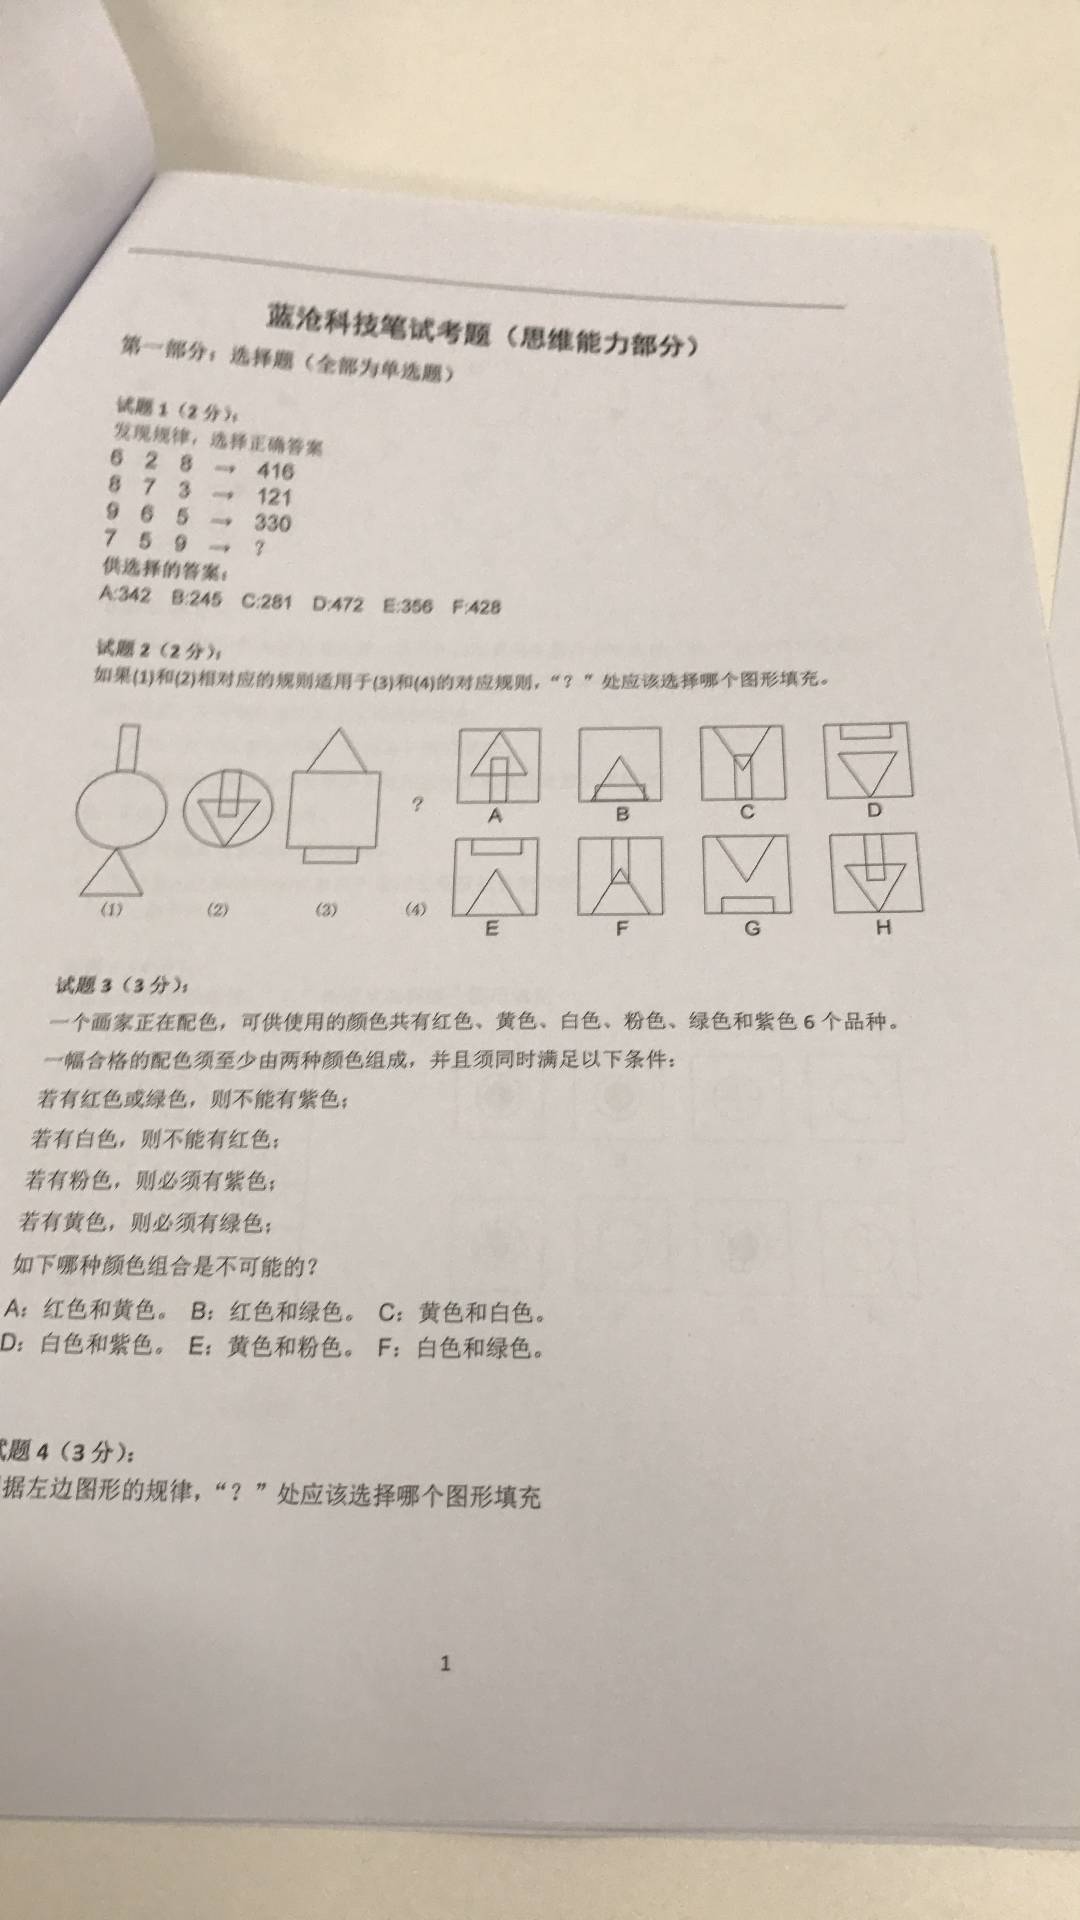 蓝沧科技笔试考题（思维能力部分）
第一部分：选择题（全部为单选题）
试题 1（2 分）：
发现规律，选择正确答案
6 2 8 → 416
8 7 3 → 121
9 6 5 → 330
7 5 9 → ?
供选择的答案：
A:342 B:245 C:281 D:472 E:356 F:428
试题 2（2 分）：
如果(1)和(2)相对应的规则适用于(3)和(4)的对应规则，“？”处应该选择哪个图形填充。
?
A B C D
(1) (2) (3) (4)
E F G H
试题 3（3 分）：
一个画家正在配色，可供使用的颜色共有红色、黄色、白色、粉色、绿色和紫色 6 个品种。
一幅合格的配色须至少由两种颜色组成，并且须同时满足以下条件：
若有红色或绿色，则不能有紫色；
若有白色，则不能有红色；
若有粉色，则必须有紫色；
若有黄色，则必须有绿色；
如下哪种颜色组合是不可能的？
A：红色和黄色。 B：红色和绿色。 C：黄色和白色。
D：白色和紫色。 E：黄色和粉色。 F：白色和绿色。
题 4（3 分）：
据左边图形的规律，“？”处应该选择哪个图形填充
1